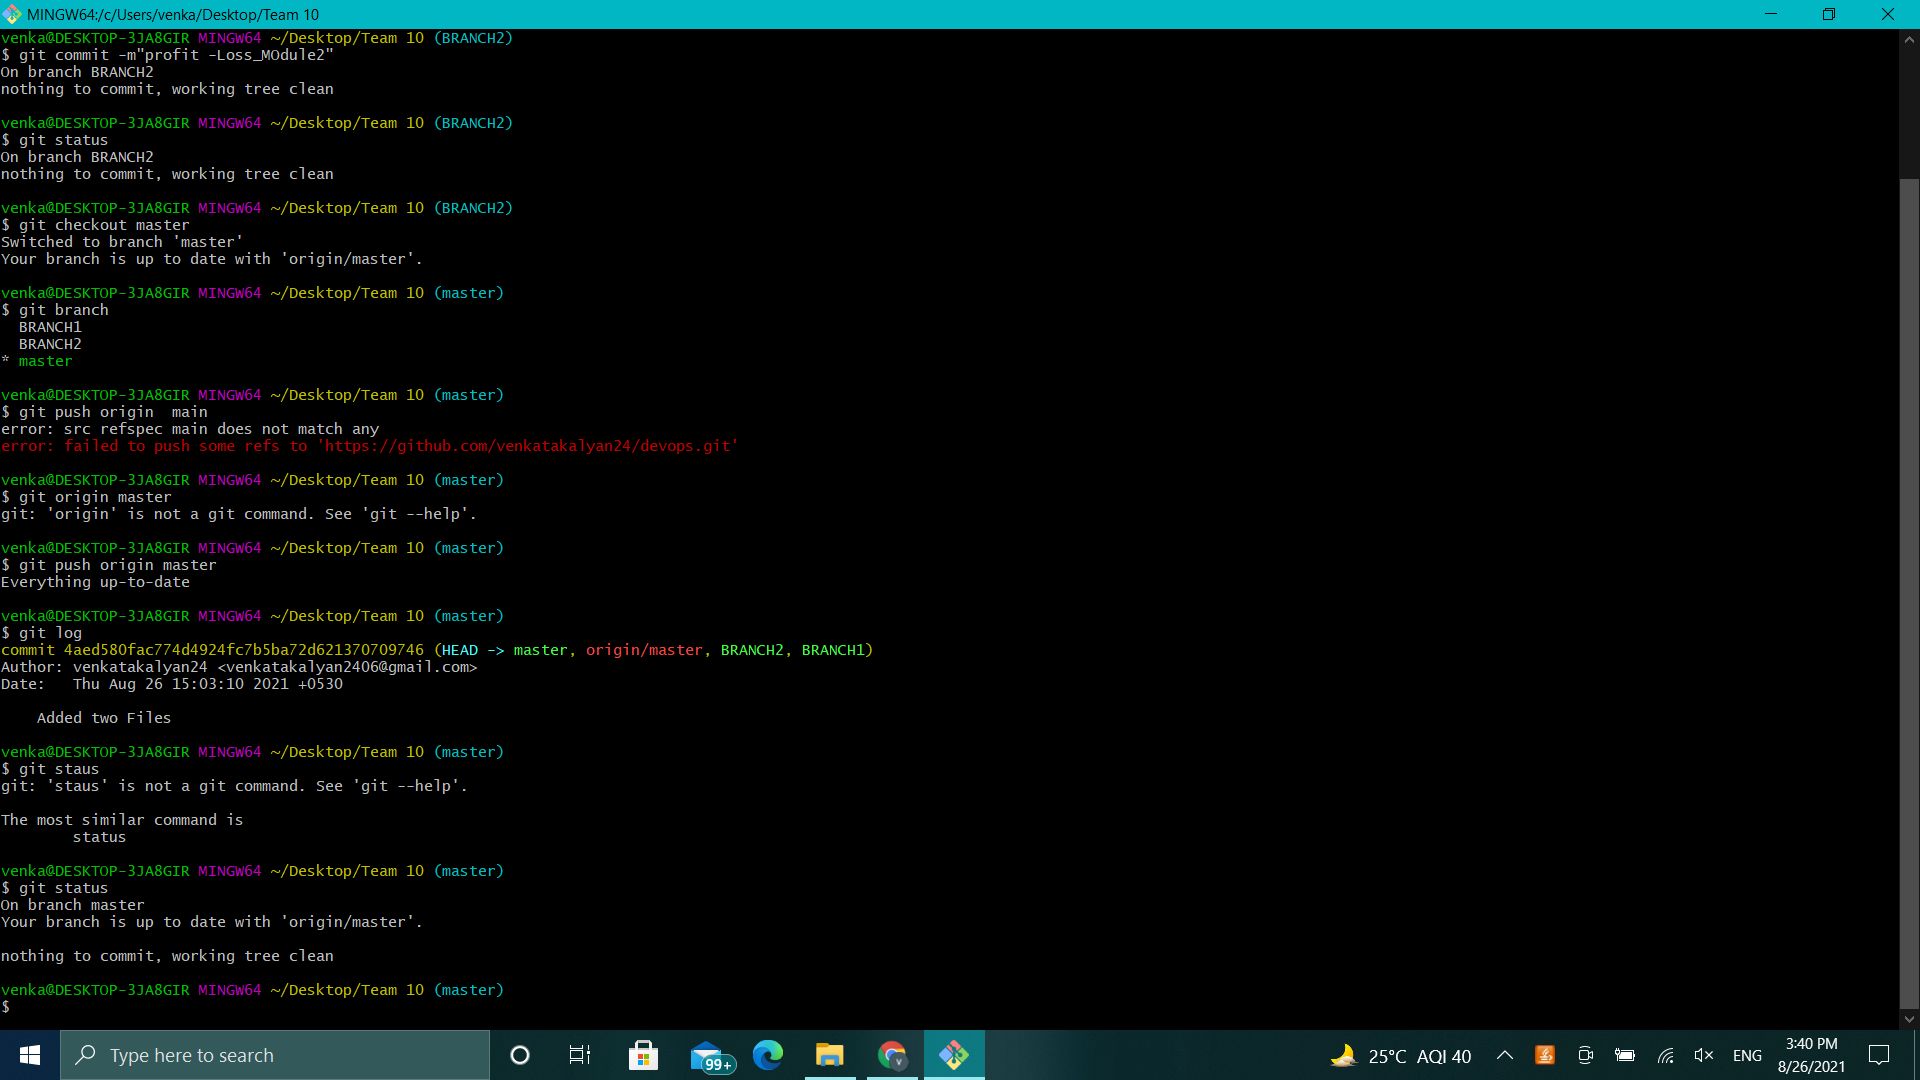 MINGW64:/c/Users/venka/Desktop/Team 10
venka@DESKTOP-3JA8GIR MINGW64 ~/Desktop/Team 10 (BRANCH2)
$ git commit -m"profit -Loss_MOdule2"
On branch BRANCH2
nothing to commit, working tree clean
venka@DESKTOP-3JA8GIR MINGW64 ~/Desktop/Team 10 (BRANCH2)
$ git status
On branch BRANCH2
nothing to commit, working tree clean
venka@DESKTOP-3JA8GIR MINGW64 ~/Desktop/Team 10 (BRANCH2)
$ git checkout master
Switched to branch 'master'
Your branch is up to date with 'origin/master'.
venka@DESKTOP-3JA8GIR MINGW64 ~/Desktop/Team 10 (master)
$ git branch
  BRANCH1
  BRANCH2
* master
venka@DESKTOP-3JA8GIR MINGW64 ~/Desktop/Team 10 (master)
$ git push origin  main
error: src refspec main does not match any
error: failed to push some refs to 'https://github.com/venkatakalyan24/devops.git'
venka@DESKTOP-3JA8GIR MINGW64 ~/Desktop/Team 10 (master)
$ git origin master
git: 'origin' is not a git command. See 'git --help'.
venka@DESKTOP-3JA8GIR MINGW64 ~/Desktop/Team 10 (master)
$ git push origin master
Everything up-to-date
venka@DESKTOP-3JA8GIR MINGW64 ~/Desktop/Team 10 (master)
$ git log
commit 4aed580fac774d4924fc7b5ba72d621370709746 (HEAD -> master, origin/master, BRANCH2, BRANCH1)
Author: venkatakalyan24 <venkatakalyan2406@gmail.com>
Date:   Thu Aug 26 15:03:10 2021 +0530
    Added two Files
venka@DESKTOP-3JA8GIR MINGW64 ~/Desktop/Team 10 (master)
$ git staus
git: 'staus' is not a git command. See 'git --help'.
The most similar command is
        status
venka@DESKTOP-3JA8GIR MINGW64 ~/Desktop/Team 10 (master)
$ git status
On branch master
Your branch is up to date with 'origin/master'.
nothing to commit, working tree clean
venka@DESKTOP-3JA8GIR MINGW64 ~/Desktop/Team 10 (master)
$
Type here to search
99+
v
25°C AQI 40
ENG
3:40 PM
8/26/2021